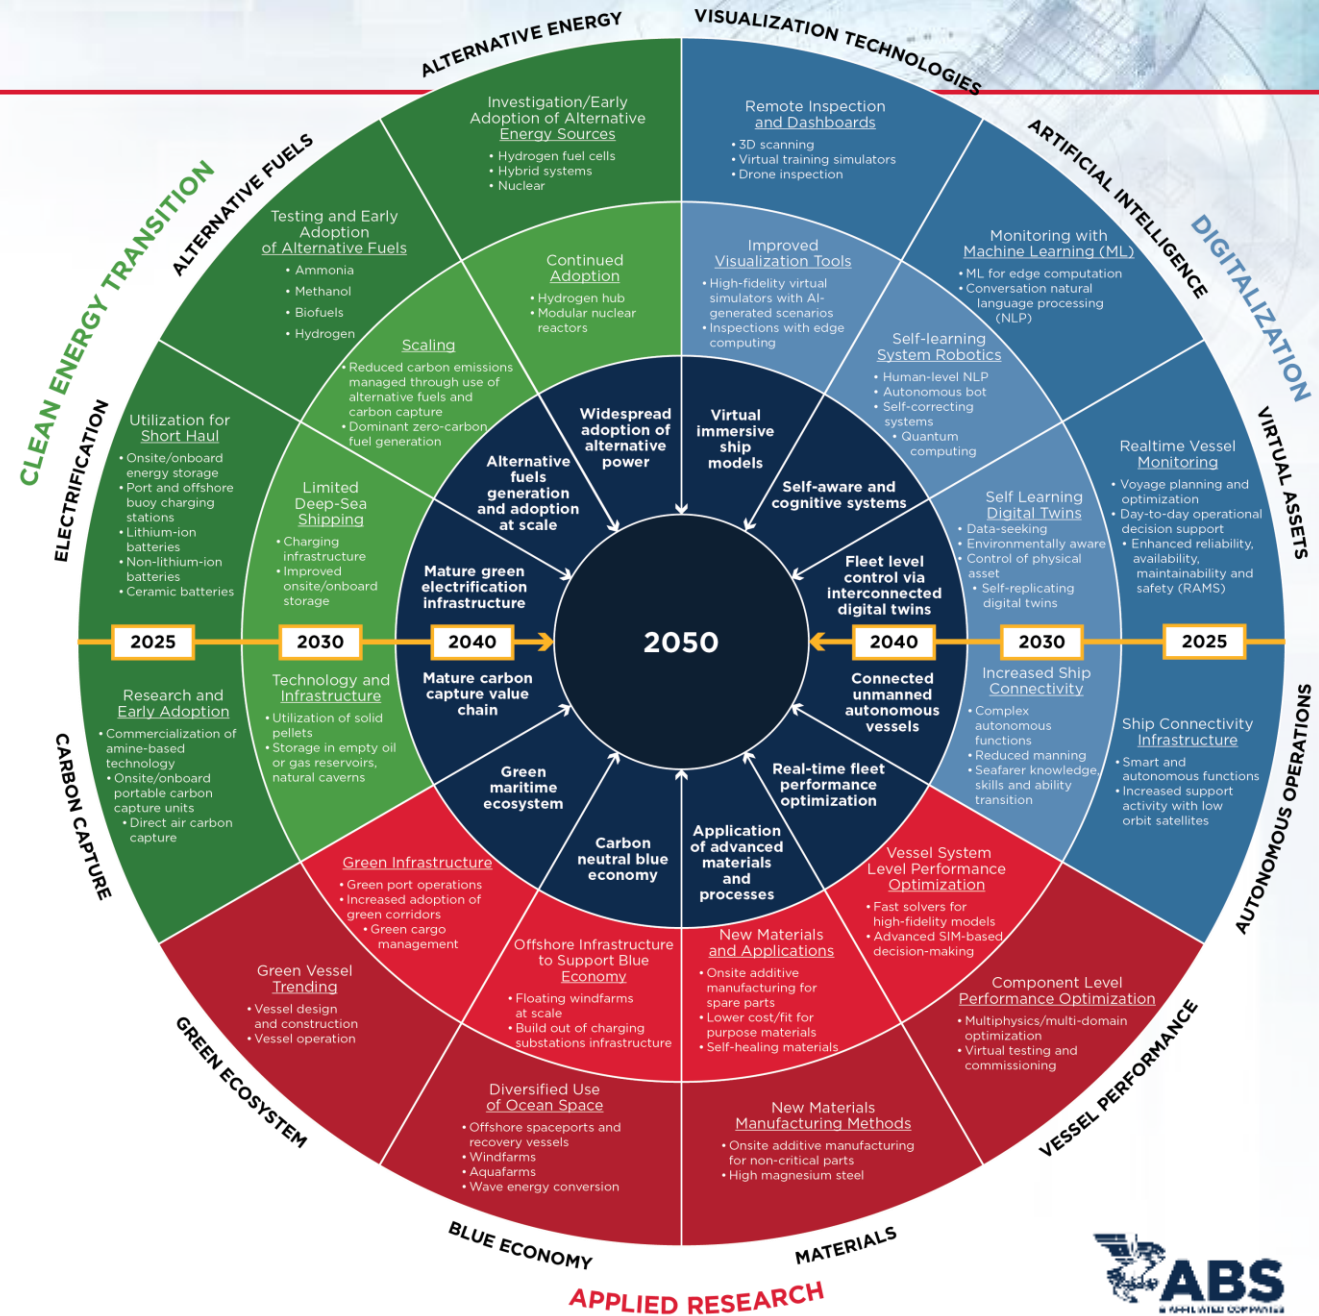 ALTERNATIVE ENERGY
VISUALIZATION TECHNOLOGIES
ALTERNATIVE FUELS
ARTIFICIAL INTELLIGENCE
CLEAN ENERGY TRANSITION
DIGITALIZATION
ELECTRIFICATION
VIRTUAL ASSETS
CARBON CAPTURE
AUTONOMOUS OPERATIONS
GREEN ECOSYSTEM
VESSEL PERFORMANCE
BLUE ECONOMY
MATERIALS
APPLIED RESEARCH
Investigation/Early
Adoption of Alternative
Energy Sources
• Hydrogen fuel cells
• Hybrid systems
• Nuclear
Continued
Adoption
• Hydrogen hub
• Modular nuclear
reactors
Widespread
adoption of
alternative
power
Remote Inspection
and Dashboards
• 3D scanning
• Virtual training simulators
• Drone inspection
Improved
Visualization Tools
• High-fidelity virtual
simulators with AI-
generated scenarios
• Inspections with edge
computing
Virtual
immersive
ship
models
Monitoring with
Machine Learning (ML)
• ML for edge computation
• Conversation natural
language processing
(NLP)
Self-learning
System Robotics
• Human-level NLP
• Autonomous bot
• Self-correcting
systems
• Quantum
computing
Self-aware and
cognitive systems
Realtime Vessel
Monitoring
• Voyage planning and
optimization
• Day-to-day operational
decision support
• Enhanced reliability,
availability,
maintainability and
safety (RAMS)
Self Learning
Digital Twins
• Data-seeking
• Environmentally aware
• Control of physical
asset
• Self-replicating
digital twins
Fleet level
control via
interconnected
digital twins
Testing and Early
Adoption
of Alternative Fuels
• Ammonia
• Methanol
• Biofuels
• Hydrogen
Scaling
• Reduced carbon emissions
managed through use of
alternative fuels and
carbon capture
• Dominant zero-carbon
fuel generation
Alternative
fuels
generation
and adoption
at scale
Utilization for
Short Haul
• Onsite/onboard
energy storage
• Port and offshore
buoy charging
stations
• Lithium-ion
batteries
• Non-lithium-ion
batteries
• Ceramic batteries
Limited
Deep-Sea
Shipping
• Charging
infrastructure
• Improved
onsite/onboard
storage
Mature green
electrification
infrastructure
2025
2030
2040
2050
2040
2030
2025
Research and
Early Adoption
• Commercialization of
amine-based
technology
• Onsite/onboard
portable carbon
capture units
• Direct air carbon
capture
Technology and
Infrastructure
• Utilization of solid
pellets
• Storage in empty oil
or gas reservoirs,
natural caverns
Mature carbon
capture value
chain
Connected
unmanned
autonomous
vessels
Increased Ship
Connectivity
• Complex
autonomous
functions
• Reduced manning
• Seafarer knowledge,
skills and ability
transition
Ship Connectivity
Infrastructure
• Smart and
autonomous functions
• Increased support
activity with low
orbit satellites
Green
maritime
ecosystem
Green Infrastructure
• Green port operations
• Increased adoption of
green corridors
• Green cargo
management
Green Vessel
Trending
• Vessel design
and construction
• Vessel operation
Carbon
neutral blue
economy
Offshore Infrastructure
to Support Blue
Economy
• Floating windfarms
at scale
• Build out of charging
substations infrastructure
Diversified Use
of Ocean Space
• Offshore spaceports and
recovery vessels
• Windfarms
• Aquafarms
• Wave energy conversion
Application
of advanced
materials
and
processes
New Materials
and Applications
• Onsite additive
manufacturing for
spare parts
• Lower cost/fit for
purpose materials
• Self-healing materials
New Materials
Manufacturing Methods
• Onsite additive manufacturing
for non-critical parts
• High magnesium steel
Real-time fleet
performance
optimization
Vessel System
Level Performance
Optimization
• Fast solvers for
high-fidelity models
• Advanced SIM-based
decision-making
Component Level
Performance Optimization
• Multiphysics/multi-domain
optimization
• Virtual testing and
commissioning
ABS
& AFFILIATED COMPANIES